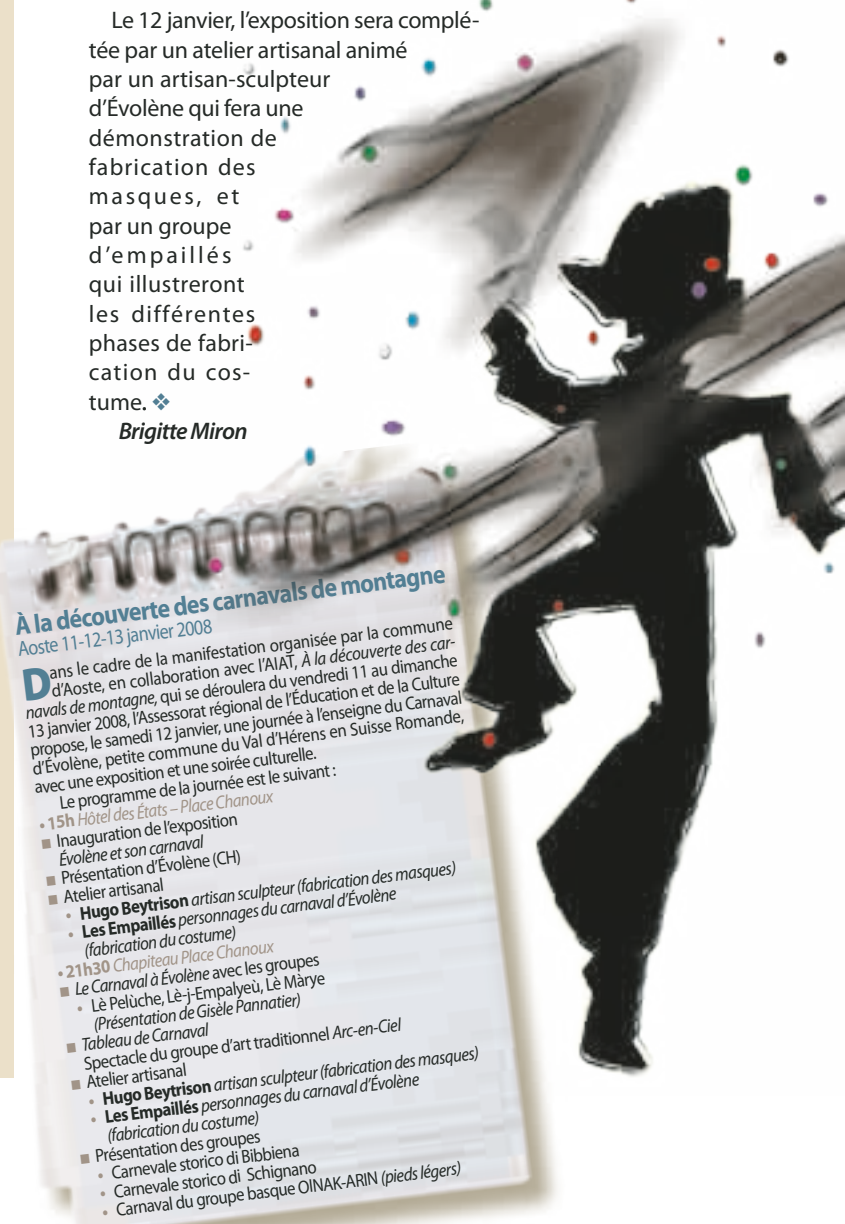 Le 12 janvier, l'exposition sera complé-
tée par un atelier artisanal animé
par un artisan-sculpteur
d'Évolène qui fera une
démonstration de
fabrication des
masques, et
par un groupe
d'empaillés
qui illustreront
les différentes
phases de fabri-
cation du cos-
tume. ❖
Brigitte Miron
À la découverte des carnavals de montagne
Aoste 11-12-13 janvier 2008
Dans le cadre de la manifestation organisée par la commune
d'Aoste, en collaboration avec l'AIAT, À la découverte des car-
navals de montagne, qui se déroulera du vendredi 11 au dimanche
13 janvier 2008, l'Assessorat régional de l'Éducation et de la Culture
propose, le samedi 12 janvier, une journée à l'enseigne du Carnaval
d'Évolène, petite commune du Val d'Hérens en Suisse Romande,
avec une exposition et une soirée culturelle.
Le programme de la journée est le suivant :
• 15h Hôtel des États – Place Chanoux
■ Inauguration de l'exposition
Évolène et son carnaval
■ Présentation d'Évolène (CH)
■ Atelier artisanal
• Hugo Beytrison artisan sculpteur (fabrication des masques)
• Les Empaillés personnages du carnaval d'Évolène
(fabrication du costume)
• 21h30 Chapiteau Place Chanoux
■ Le Carnaval à Évolène avec les groupes
• Lè Pelùche, Lè-j-Empalyeù, Lè Màrye
(Présentation de Gisèle Pannatier)
■ Tableau de Carnaval
Spectacle du groupe d'art traditionnel Arc-en-Ciel
■ Atelier artisanal
• Hugo Beytrison artisan sculpteur (fabrication des masques)
• Les Empaillés personnages du carnaval d'Évolène
(fabrication du costume)
■ Présentation des groupes
• Carnevale storico di Bibbiena
• Carnevale storico di Schignano
• Carnaval du groupe basque OINAK-ARIN (pieds légers)